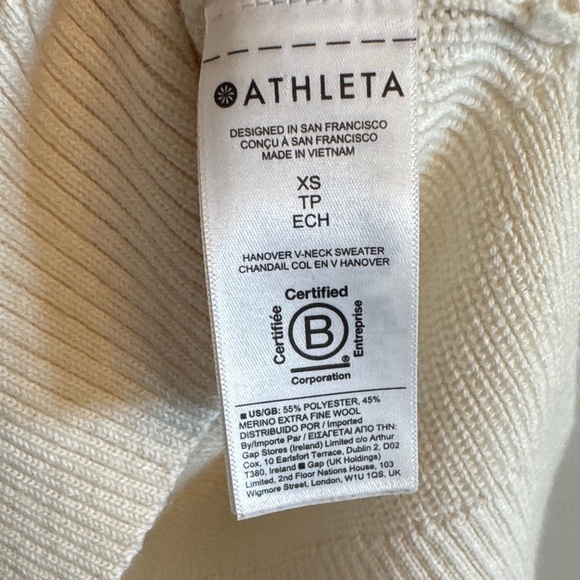 ATHLETA
DESIGNED IN SAN FRANCISCO
CONÇU À SAN FRANCISCO
MADE IN VIETNAM
XS
TP
ECH
HANOVER V-NECK SWEATER
CHANDAIL COL EN V HANOVER
Certified
Certifiée
B
Entreprise
®
Corporation
■ US/GB: 55% POLYESTER, 45%
MERINO EXTRA FINE WOOL
DISTRIBUIDO POR / Imported
By/Importe Par / ΕΙΣΑΓΕΤΑΙ ΑΠΟ ΤΗΝ:
Gap Stores (Ireland) Limited c/o Arthur
Cox, 10 Earlsfort Terrace, Dublin 2, D02
T380, Ireland ■ Gap (UK Holdings)
Limited, 2nd Floor Nations House, 103
Wigmore Street, London, W1U 1QS, UK